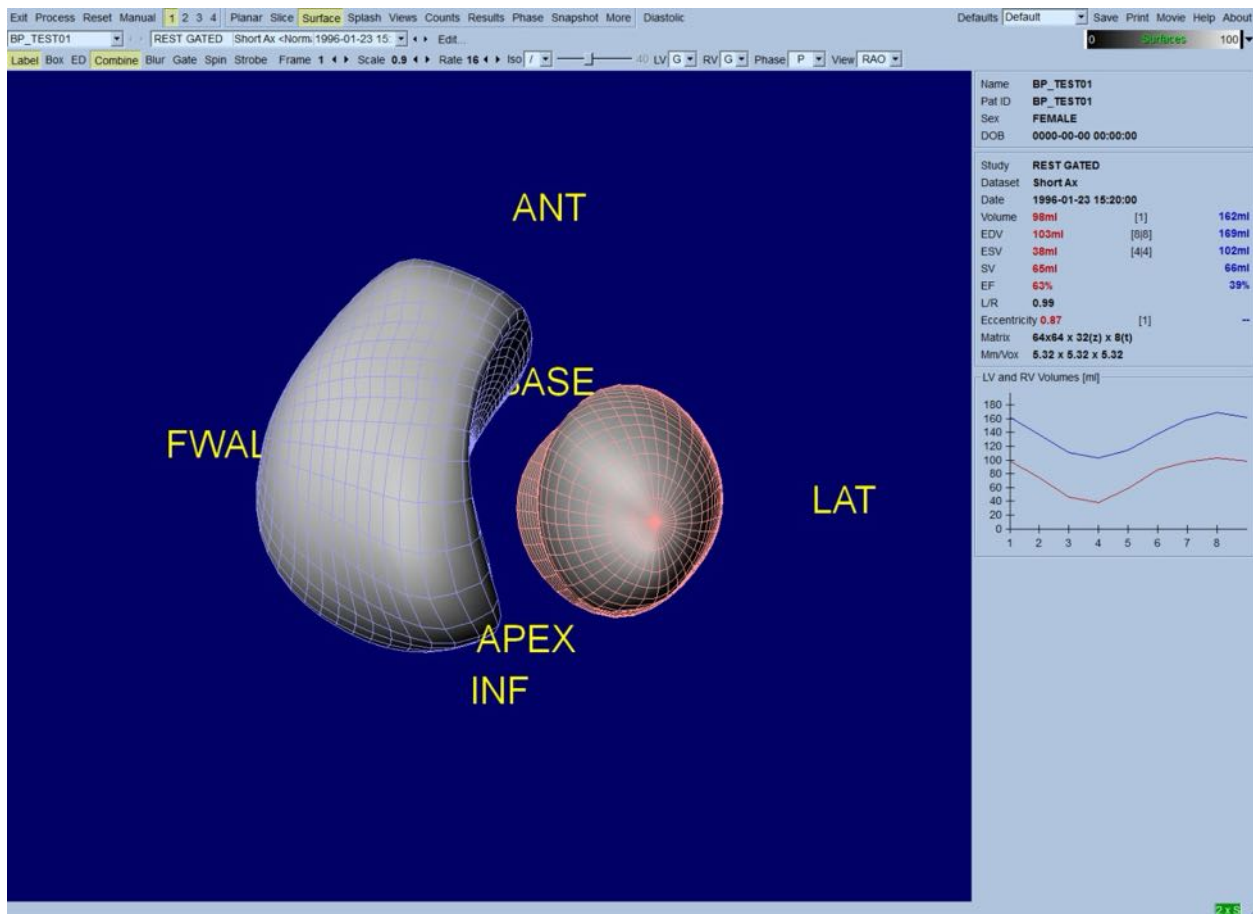 Exit Process Reset Manual 1 2 3 4 Planar Slice Surface Splash Views Counts Results Phase Snapshot More Diastolic Defaults Default Save Print Movie Help About
BP_TEST01 REST GATED Short Ax <Norm 1996-01-23 15: Edit... 0 Surfaces 100
Label Box ED Combine Blur Gate Spin Strobe Frame 1 Scale 0.9 Rate 16 Iso / 40 LV G RV G Phase P View RAO
ANT
BASE
FWAL
LAT
APEX
INF
Name BP_TEST01
Pat ID BP_TEST01
Sex FEMALE
DOB 0000-00-00 00:00:00
Study REST GATED
Dataset Short Ax
Date 1996-01-23 15:20:00
Volume 98ml [1] 162ml
EDV 103ml [8|8] 169ml
ESV 38ml [4|4] 102ml
SV 65ml 66ml
EF 63% 39%
L/R 0.99
Eccentricity 0.87 [1] --
Matrix 64x64 x 32(z) x 8(t)
Mm/Vox 5.32 x 5.32 x 5.32
LV and RV Volumes [ml]
180
160
140
120
100
80
60
40
20
0
1 2 3 4 5 6 7 8
2 x S